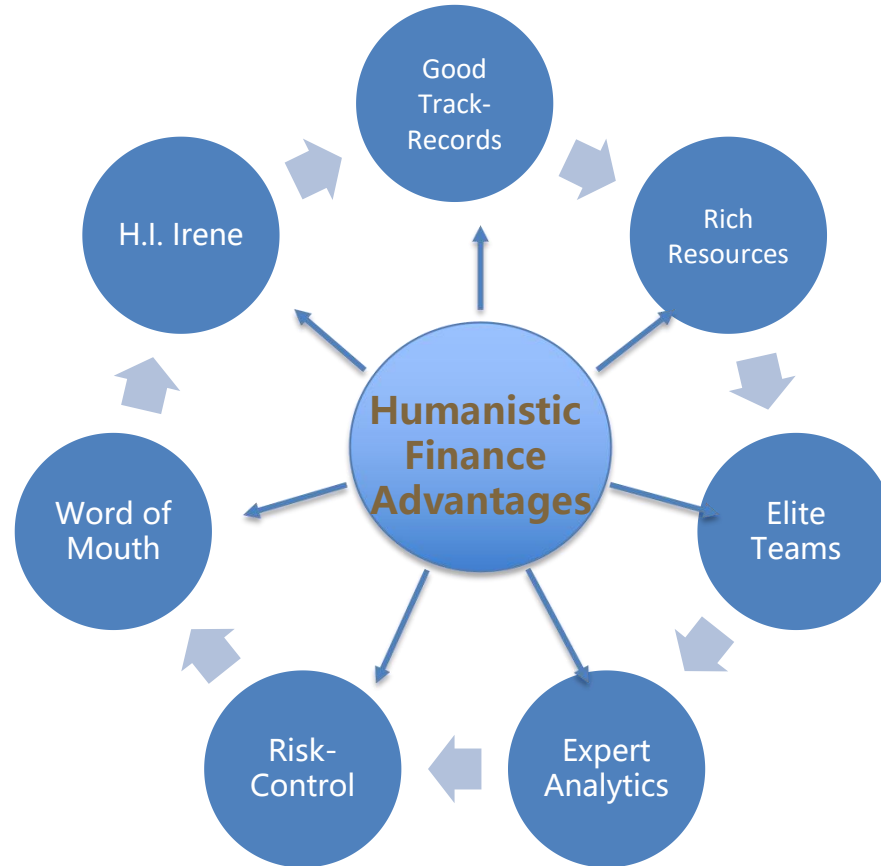 Good
Track-
Records
Rich
Resources
Elite
Teams
Expert
Analytics
Risk-
Control
Word of
Mouth
H.I. Irene
Humanistic
Finance
Advantages